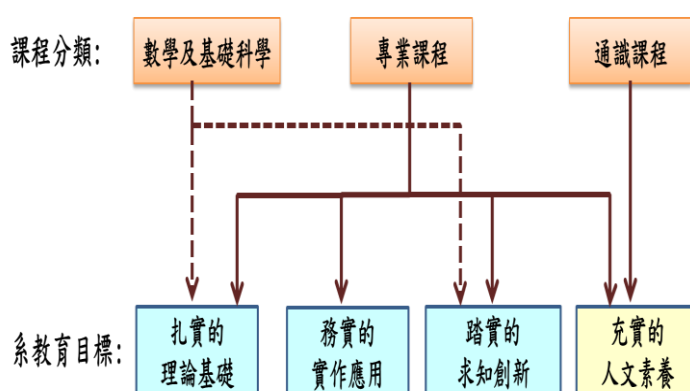 課程分類:
數學及基礎科學
專業課程
通識課程
系教育目標:
扎實的
理論基礎
務實的
實作應用
踏實的
求知創新
充實的
人文素養